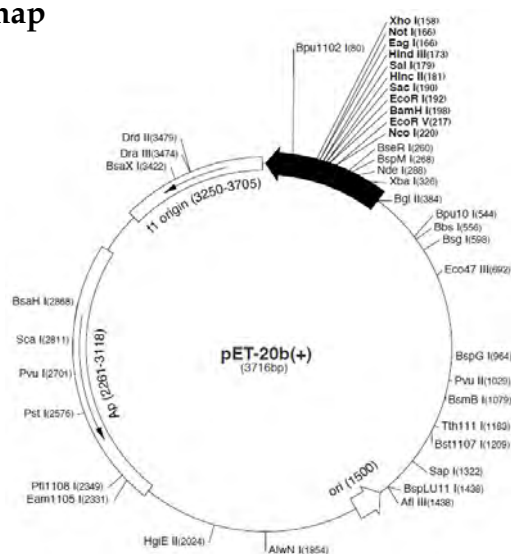 map
Xho I(158)
Not I(166)
Eag I(166)
Hind III(173)
Sal I(179)
Hinc II(181)
Sac I(190)
EcoR I(192)
BamH I(198)
EcoR V(217)
Nco I(220)
BseR I(260)
BspM I(268)
Nde I(288)
Xba I(326)
Bgl II(384)
Bpu1102 I(80)
Bpu10 I(544)
Bbs I(556)
Bsg I(598)
Eco47 III(692)
BspG I(964)
Pvu II(1029)
BsmB I(1079)
Tth111 I(1183)
Bst1107 I(1209)
Sap I(1322)
BspLU11 I(1438)
Afl III(1438)
AlwN I(1854)
HgiE II(2024)
Eam1105 I(2331)
Pfl1108 I(2349)
Pst I(2576)
Pvu I(2701)
Sca I(2811)
BsaH I(2868)
BsaX I(3422)
Dra III(3474)
Drd II(3479)
f1 origin (3250-3705)
Ap (2261-3118)
ori (1500)
pET-20b(+)
(3716bp)